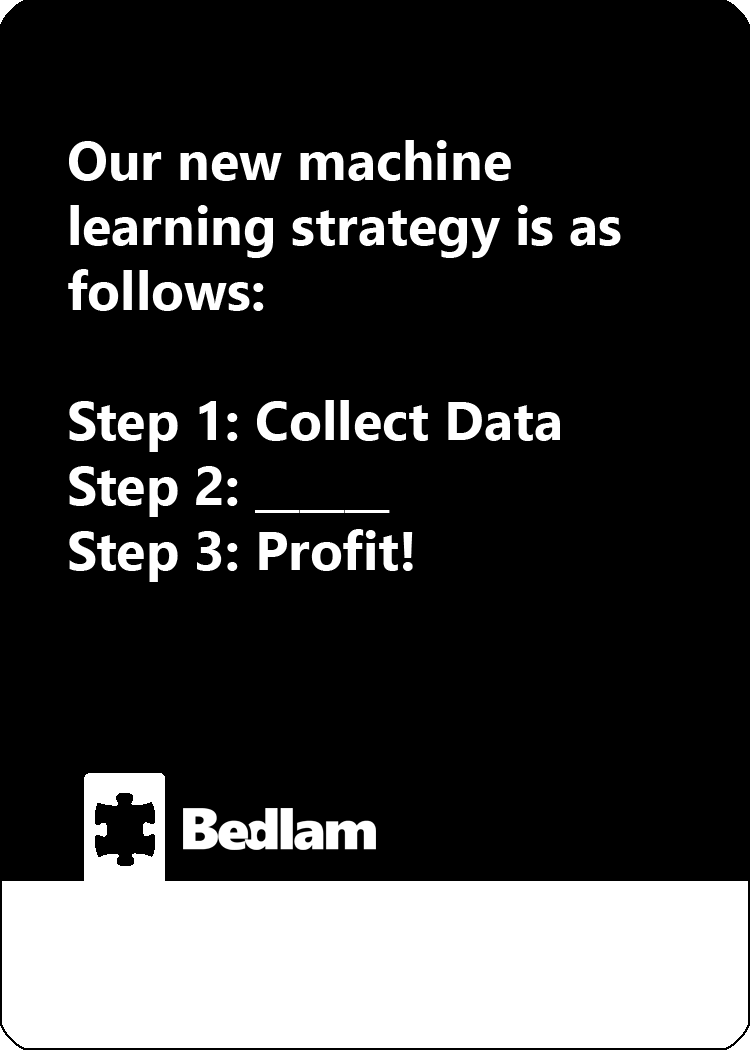 Our new machine
learning strategy is as
follows:
Step 1: Collect Data
Step 2: ______
Step 3: Profit!
Bedlam